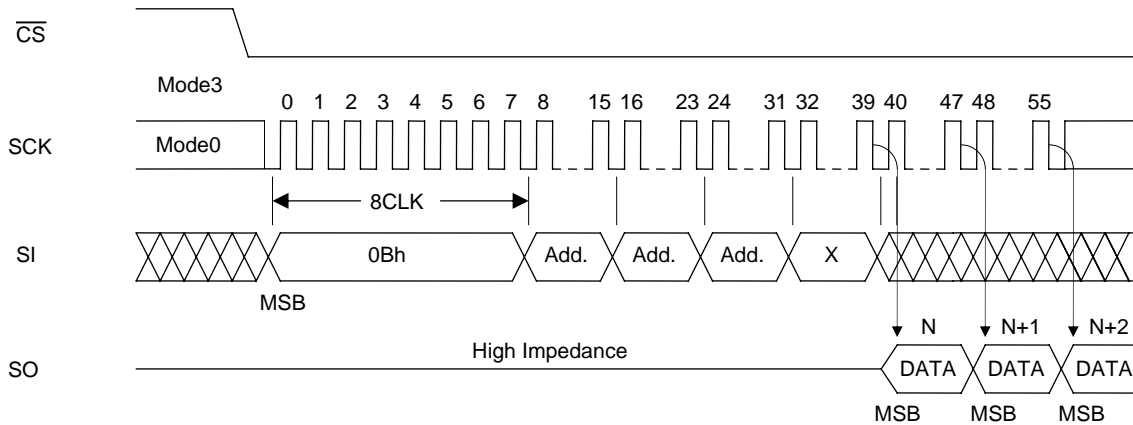 CS
Mode3
0 1 2 3 4 5 6 7 8 15 16 23 24 31 32 39 40 47 48 55
SCK
Mode0
8CLK
SI
0Bh
Add.
Add.
Add.
X
MSB
N
N+1
N+2
High Impedance
SO
DATA
DATA
DATA
MSB
MSB
MSB